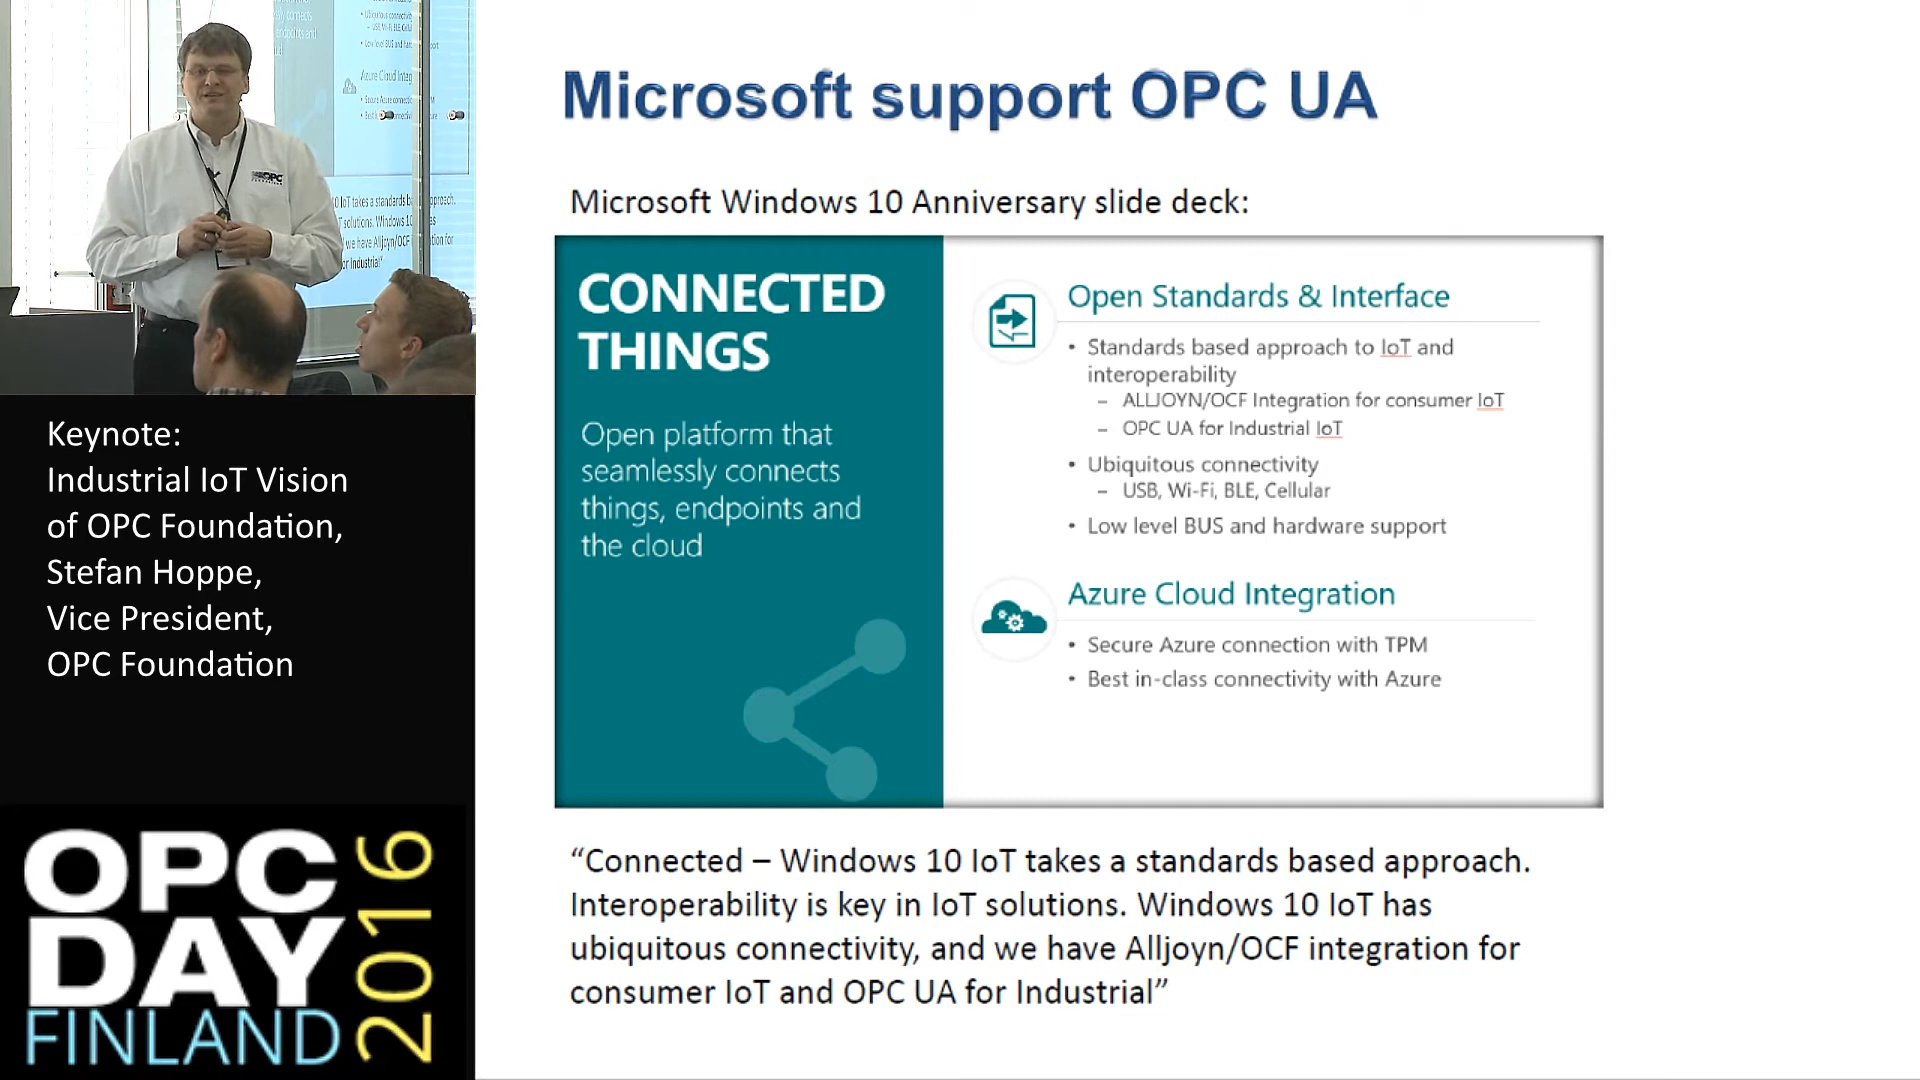 Microsoft support OPC UA
Microsoft Windows 10 Anniversary slide deck:
CONNECTED
THINGS
Open platform that
seamlessly connects
things, endpoints and
the cloud
Open Standards & Interface
• Standards based approach to IoT and
interoperability
– ALLJOYN/OCF Integration for consumer IoT
– OPC UA for Industrial IoT
• Ubiquitous connectivity
– USB, Wi-Fi, BLE, Cellular
• Low level BUS and hardware support
Azure Cloud Integration
• Secure Azure connection with TPM
• Best in-class connectivity with Azure
“Connected – Windows 10 IoT takes a standards based approach.
Interoperability is key in IoT solutions. Windows 10 IoT has
ubiquitous connectivity, and we have Alljoyn/OCF integration for
consumer IoT and OPC UA for Industrial”
Keynote:
Industrial IoT Vision
of OPC Foundation,
Stefan Hoppe,
Vice President,
OPC Foundation
OPC
DAY
FINLAND
2016